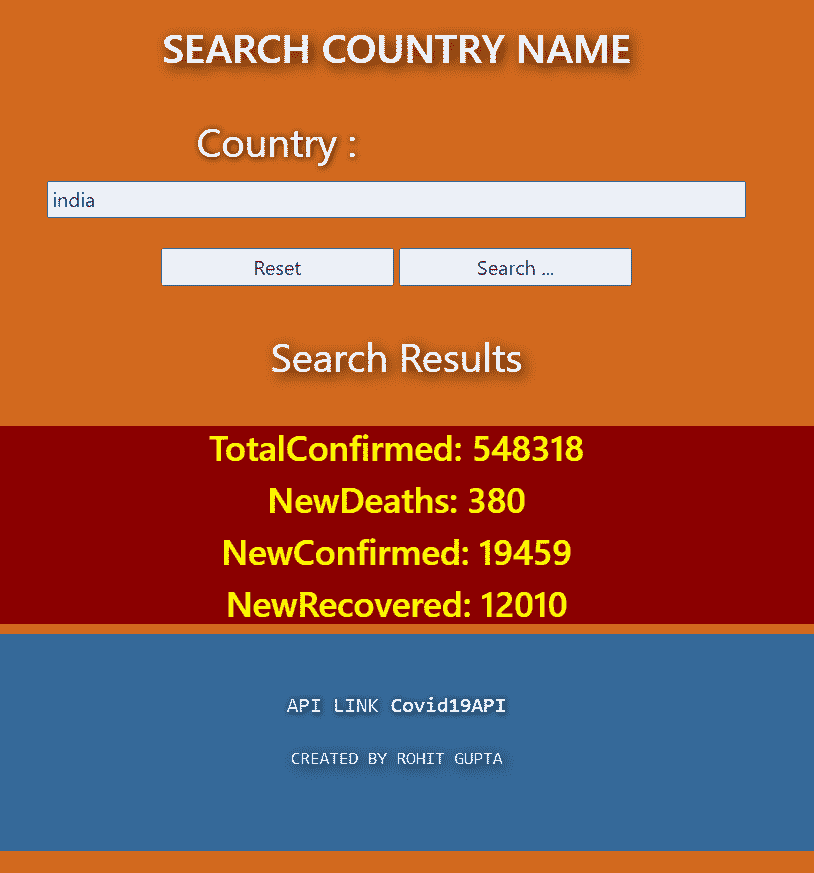 SEARCH COUNTRY NAME
Country :
india
Reset Search ...
Search Results
TotalConfirmed: 548318
NewDeaths: 380
NewConfirmed: 19459
NewRecovered: 12010
API LINK Covid19API
CREATED BY ROHIT GUPTA